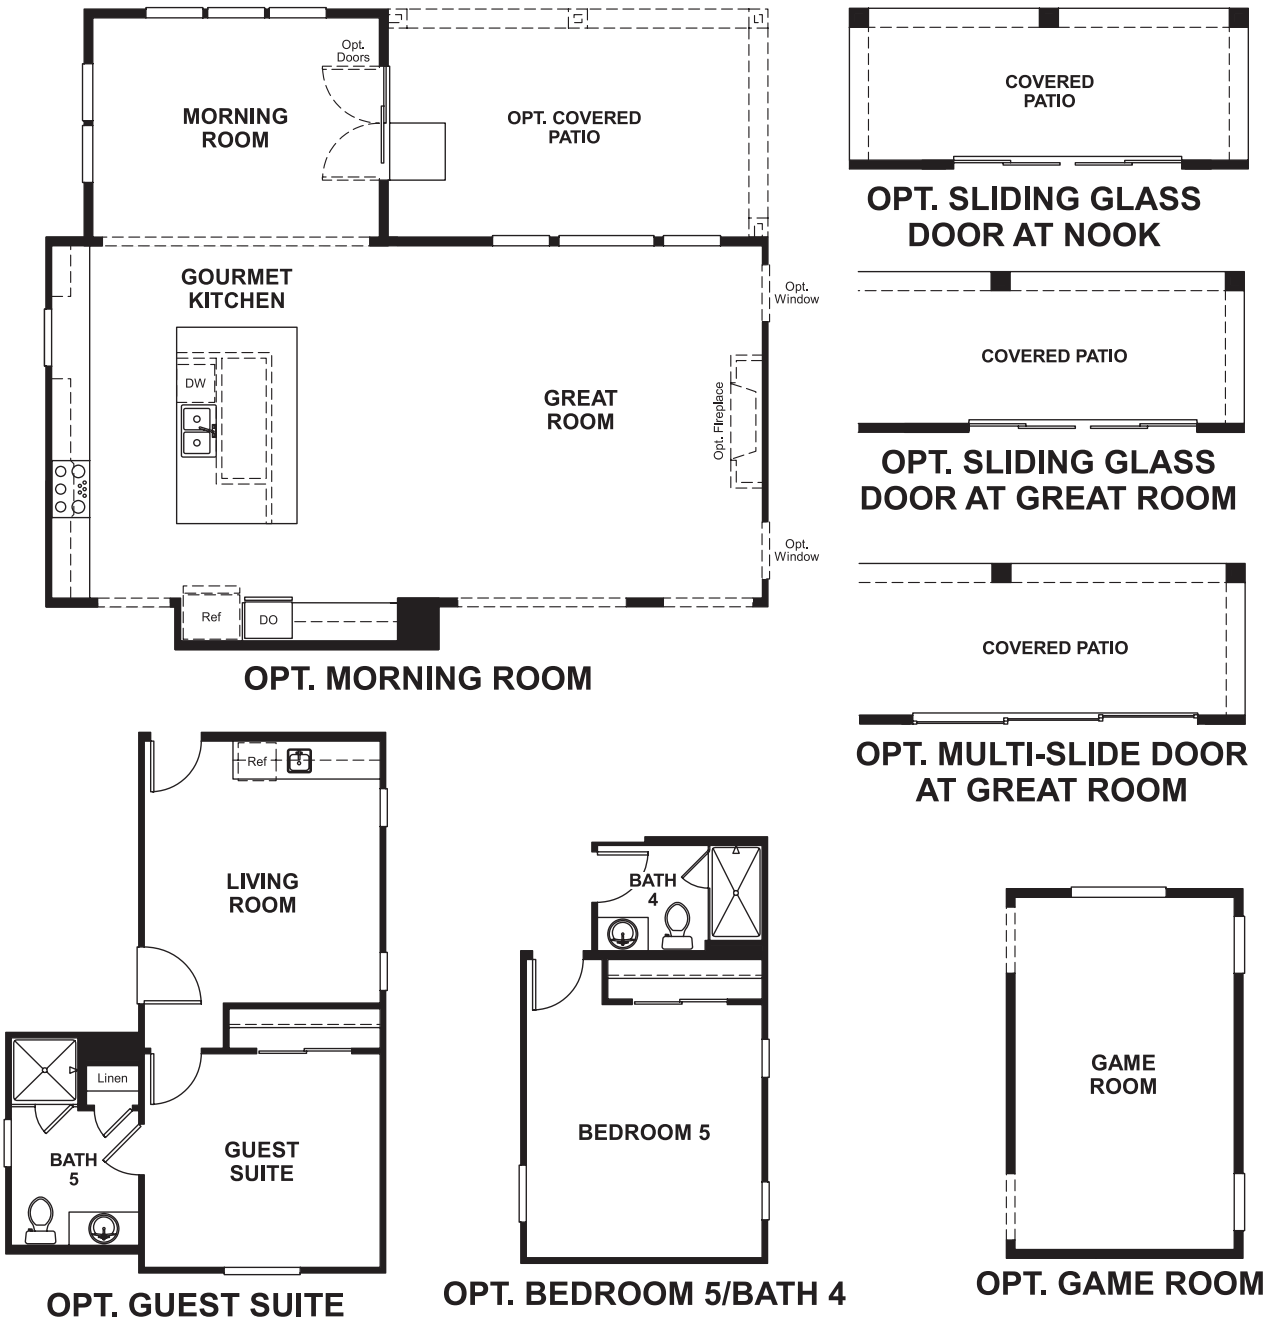 Opt.
Doors
MORNING
ROOM
OPT. COVERED
PATIO
GOURMET
KITCHEN
Opt.
Window
DW
GREAT
ROOM
Opt. Fireplace
Opt.
Window
Ref
DO
OPT. MORNING ROOM
COVERED
PATIO
OPT. SLIDING GLASS
DOOR AT NOOK
COVERED PATIO
OPT. SLIDING GLASS
DOOR AT GREAT ROOM
COVERED PATIO
OPT. MULTI-SLIDE DOOR
AT GREAT ROOM
Ref
LIVING
ROOM
Linen
BATH
5
GUEST
SUITE
OPT. GUEST SUITE
BATH
4
BEDROOM 5
OPT. BEDROOM 5/BATH 4
GAME
ROOM
OPT. GAME ROOM